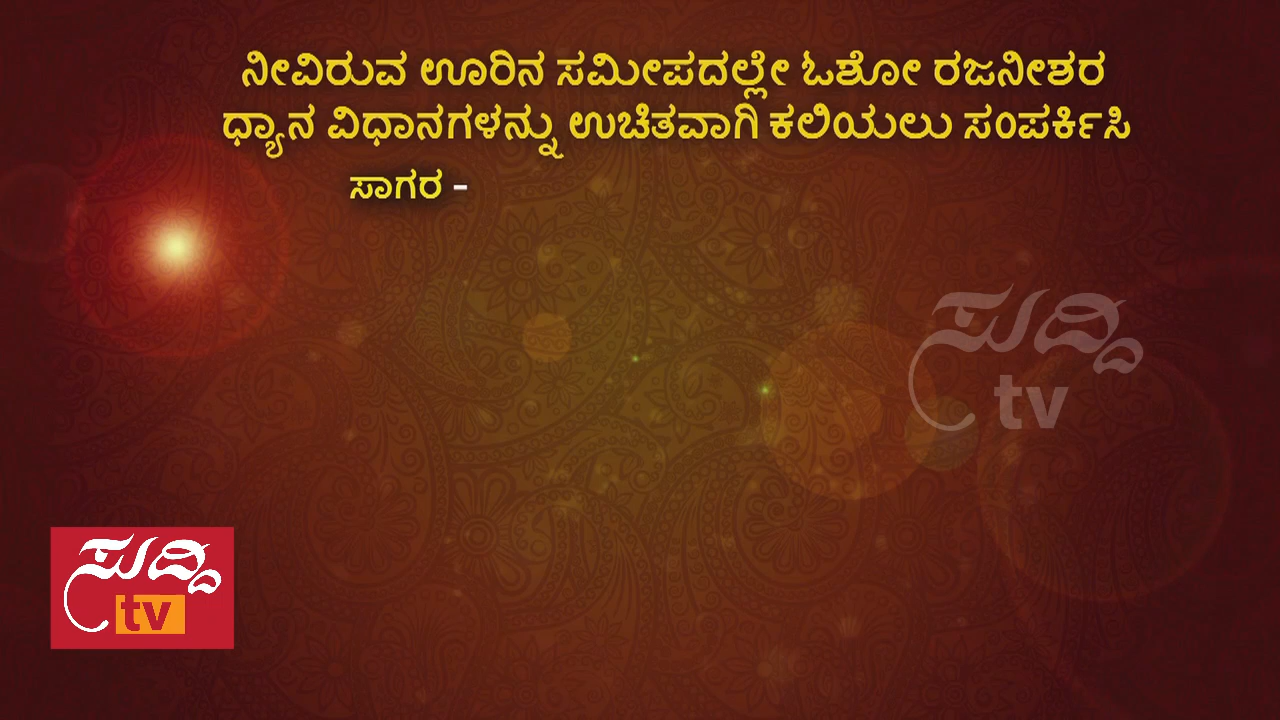 ನೀವಿರುವ ಊರಿನ ಸಮೀಪದಲ್ಲೇ ಓಶೋ ರಜನೀಶರ
ಧ್ಯಾನ ವಿಧಾನಗಳನ್ನು ಉಚಿತವಾಗಿ ಕಲಿಯಲು ಸಂಪರ್ಕಿಸಿ
ಸಾಗರ -
ಸುದ್ದಿ
tv
ಸುದ್ದಿ
tv